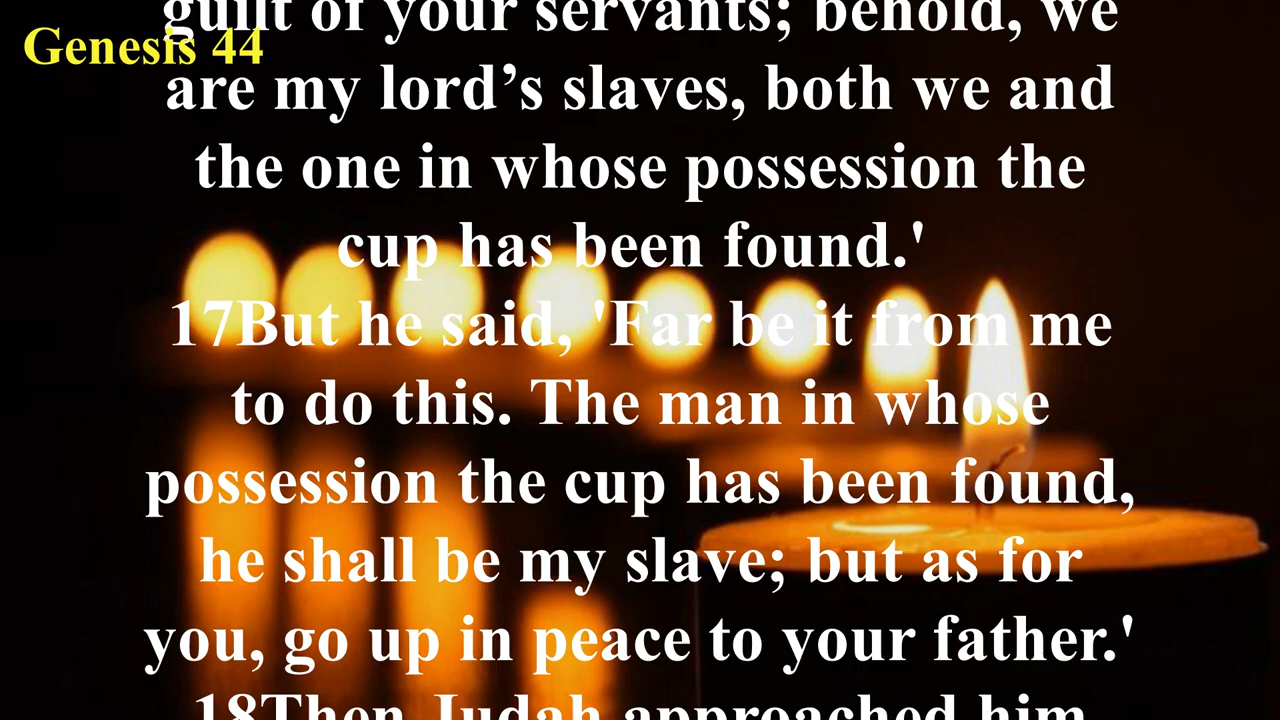 Genesis 44
guilt of your servants; behold, we
are my lord’s slaves, both we and
the one in whose possession the
cup has been found.'
17But he said, 'Far be it from me
to do this. The man in whose
possession the cup has been found,
he shall be my slave; but as for
you, go up in peace to your father.'
18Then Judah approached him